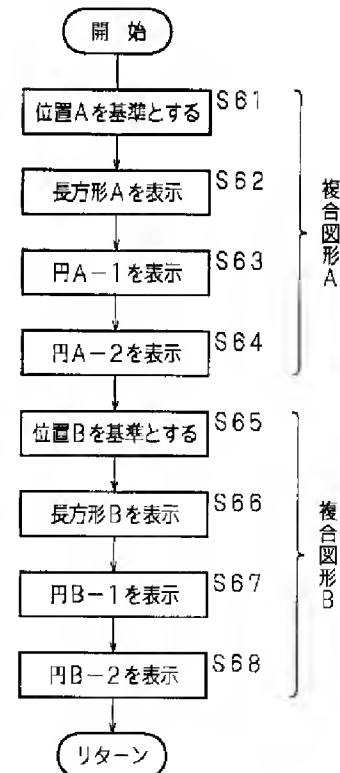 開始
位置Aを基準とする
S61
長方形Aを表示
S62
円A-1を表示
S63
円A-2を表示
S64
複合図形A
位置Bを基準とする
S65
長方形Bを表示
S66
円B-1を表示
S67
円B-2を表示
S68
複合図形B
リターン